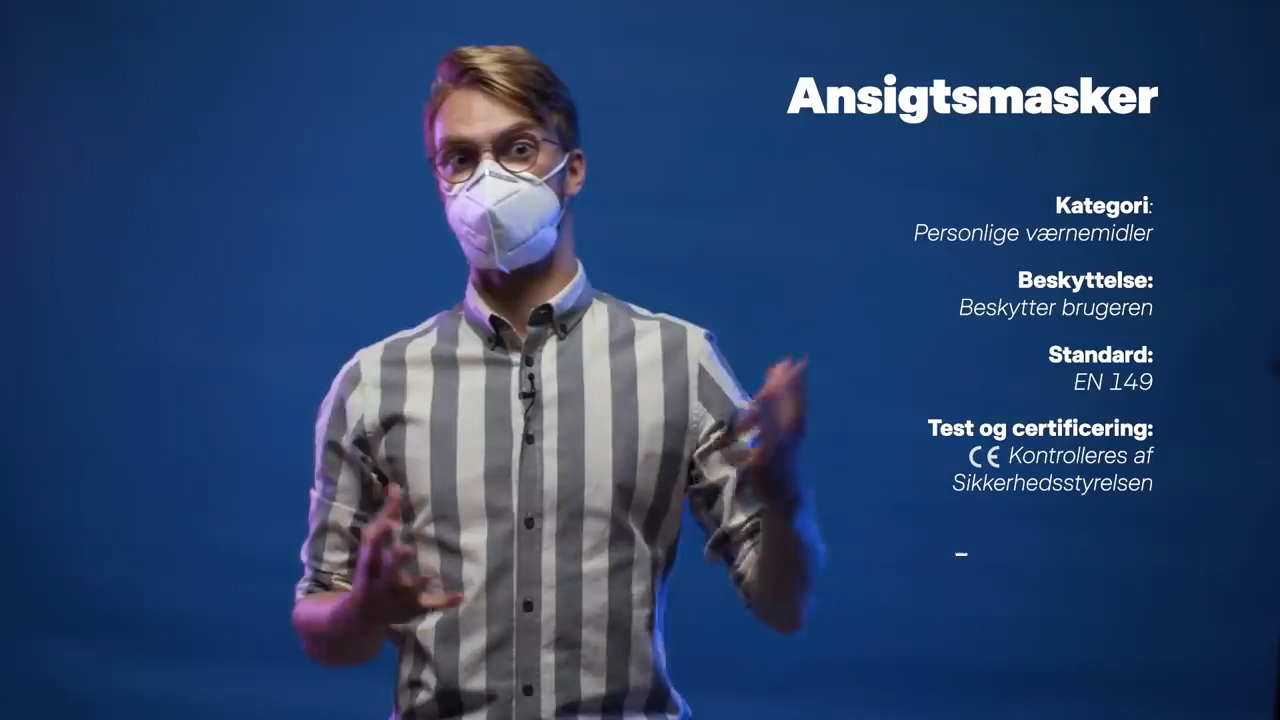 Ansigtsmasker
Kategori:
Personlige værnemidler
Beskyttelse:
Beskytter brugeren
Standard:
EN 149
Test og certificering:
CE Kontrolleres af
Sikkerhedsstyrelsen